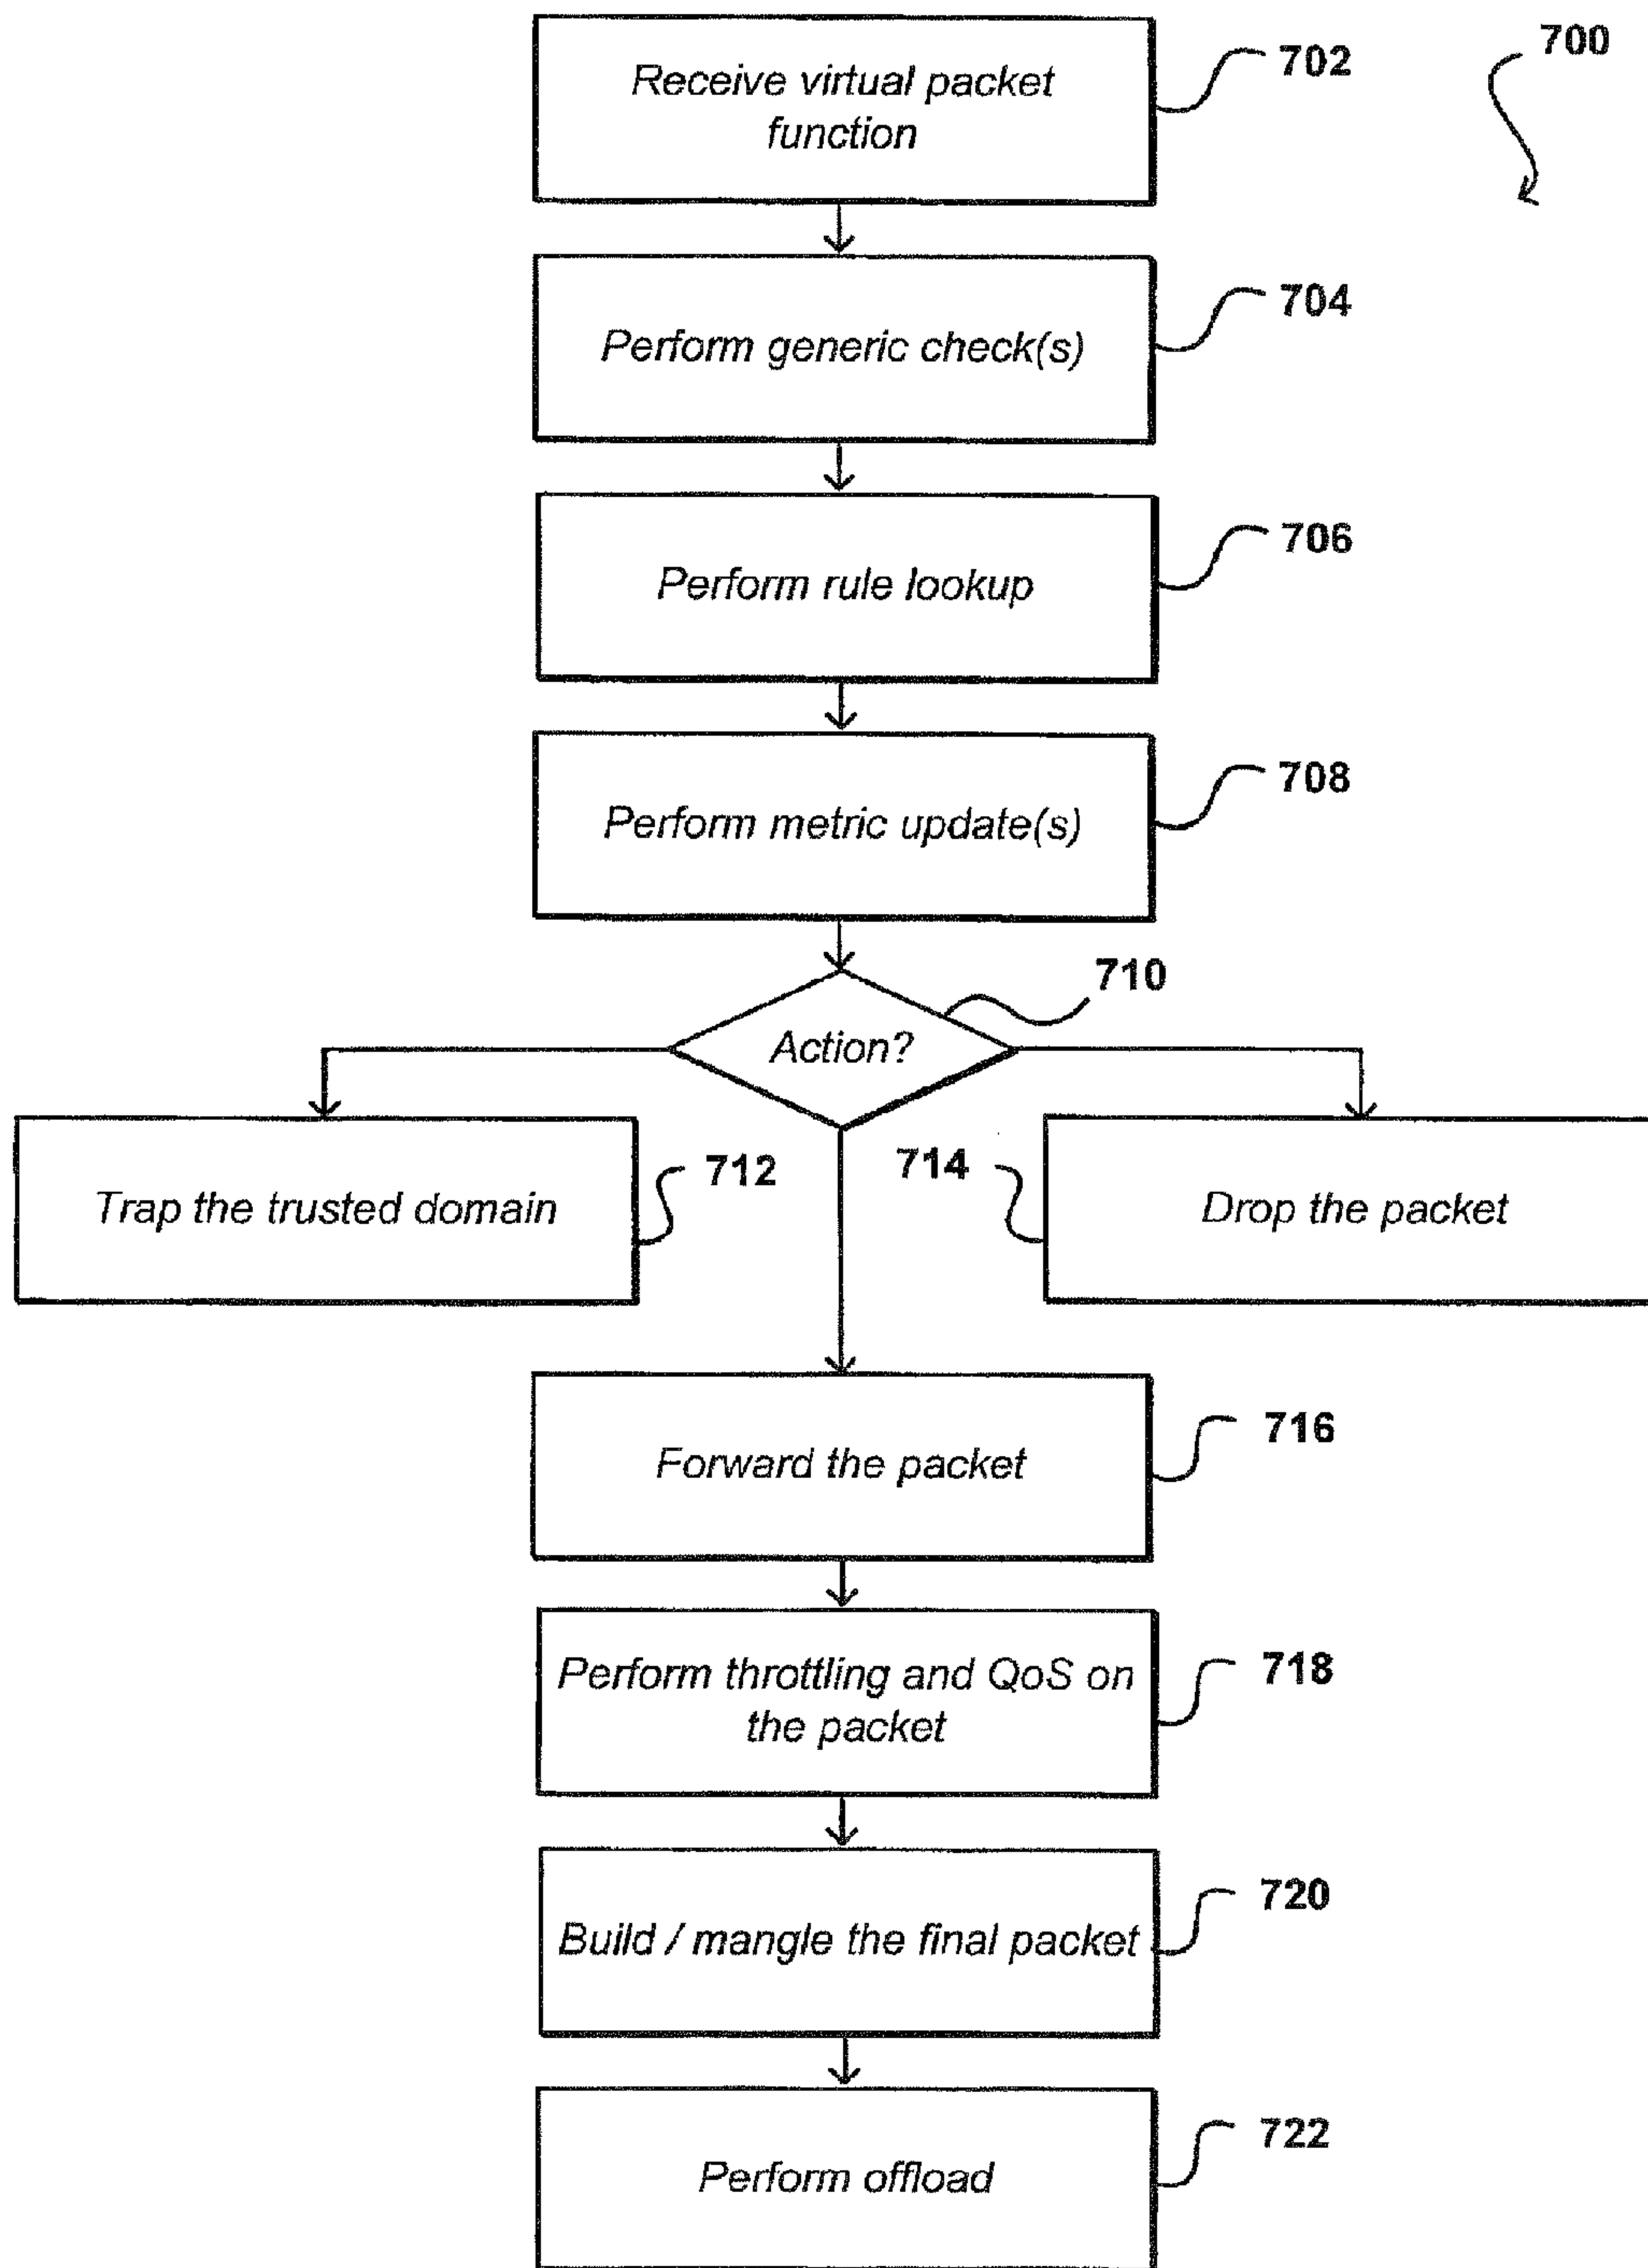 700
Receive virtual packet
function
702
Perform generic check(s)
704
Perform rule lookup
706
Perform metric update(s)
708
Action?
710
Trap the trusted domain
712
714
Drop the packet
Forward the packet
716
Perform throttling and QoS on
the packet
718
Build / mangle the final packet
720
Perform offload
722